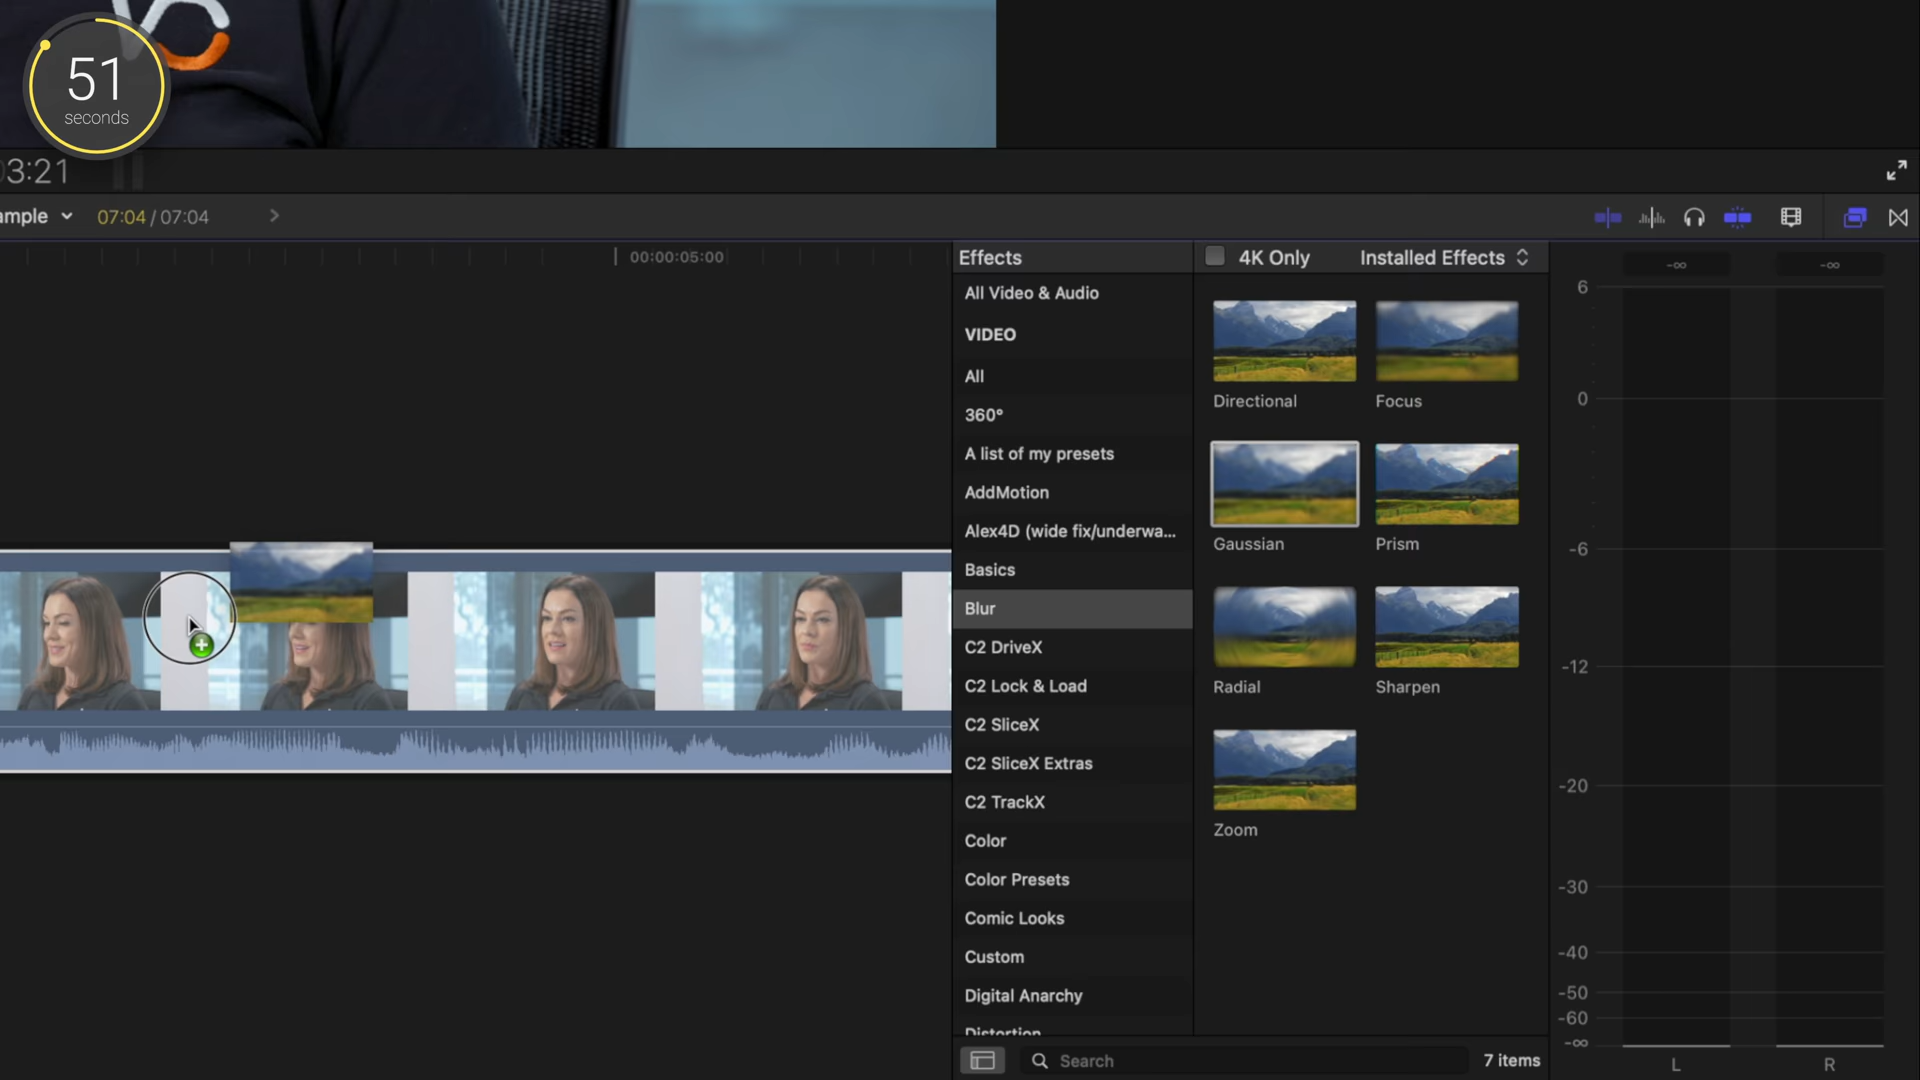 51
seconds
03:21
ample
07:04 / 07:04
00:00:05:00
Effects
4K Only
Installed Effects
All Video & Audio
VIDEO
All
360°
A list of my presets
AddMotion
Alex4D (wide fix/underwa...
Basics
Blur
C2 DriveX
C2 Lock & Load
C2 SliceX
C2 SliceX Extras
C2 TrackX
Color
Color Presets
Comic Looks
Custom
Digital Anarchy
Distortion
Directional
Focus
Gaussian
Prism
Radial
Sharpen
Zoom
Search
7 items
-∞
-∞
6
0
-6
-12
-20
-30
-40
-50
-60
-∞
L
R